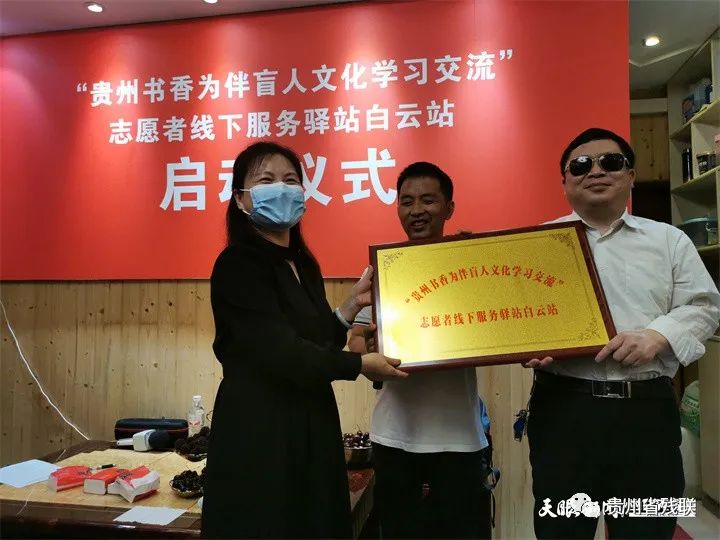 “贵州书香为伴盲人文化学习交流”
志愿者线下服务驿站白云站
启动仪式
“贵州书香为伴盲人文化学习交流”
志愿者线下服务驿站白云站
天眼
贵州省残联